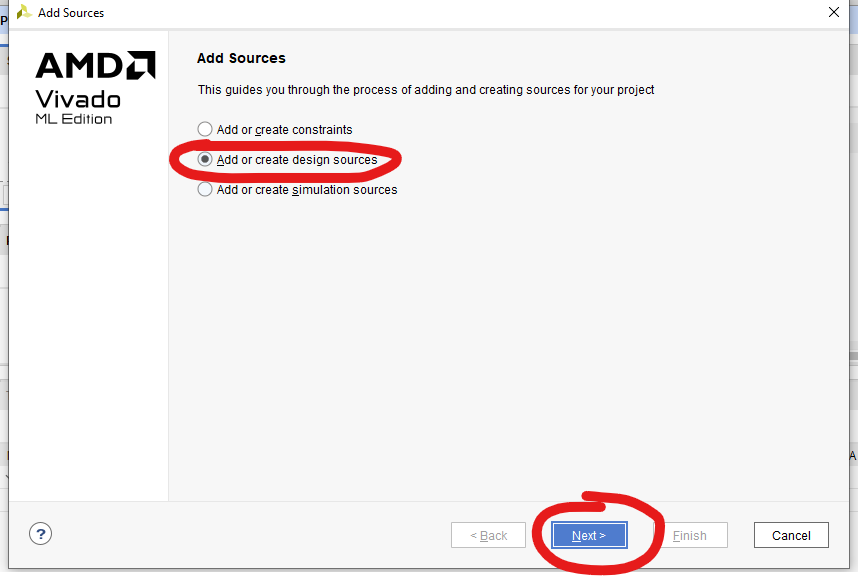 Add Sources
AMD
Vivado
ML Edition
Add Sources
This guides you through the process of adding and creating sources for your project
Add or create constraints
Add or create design sources
Add or create simulation sources
?
< Back
Next >
Finish
Cancel